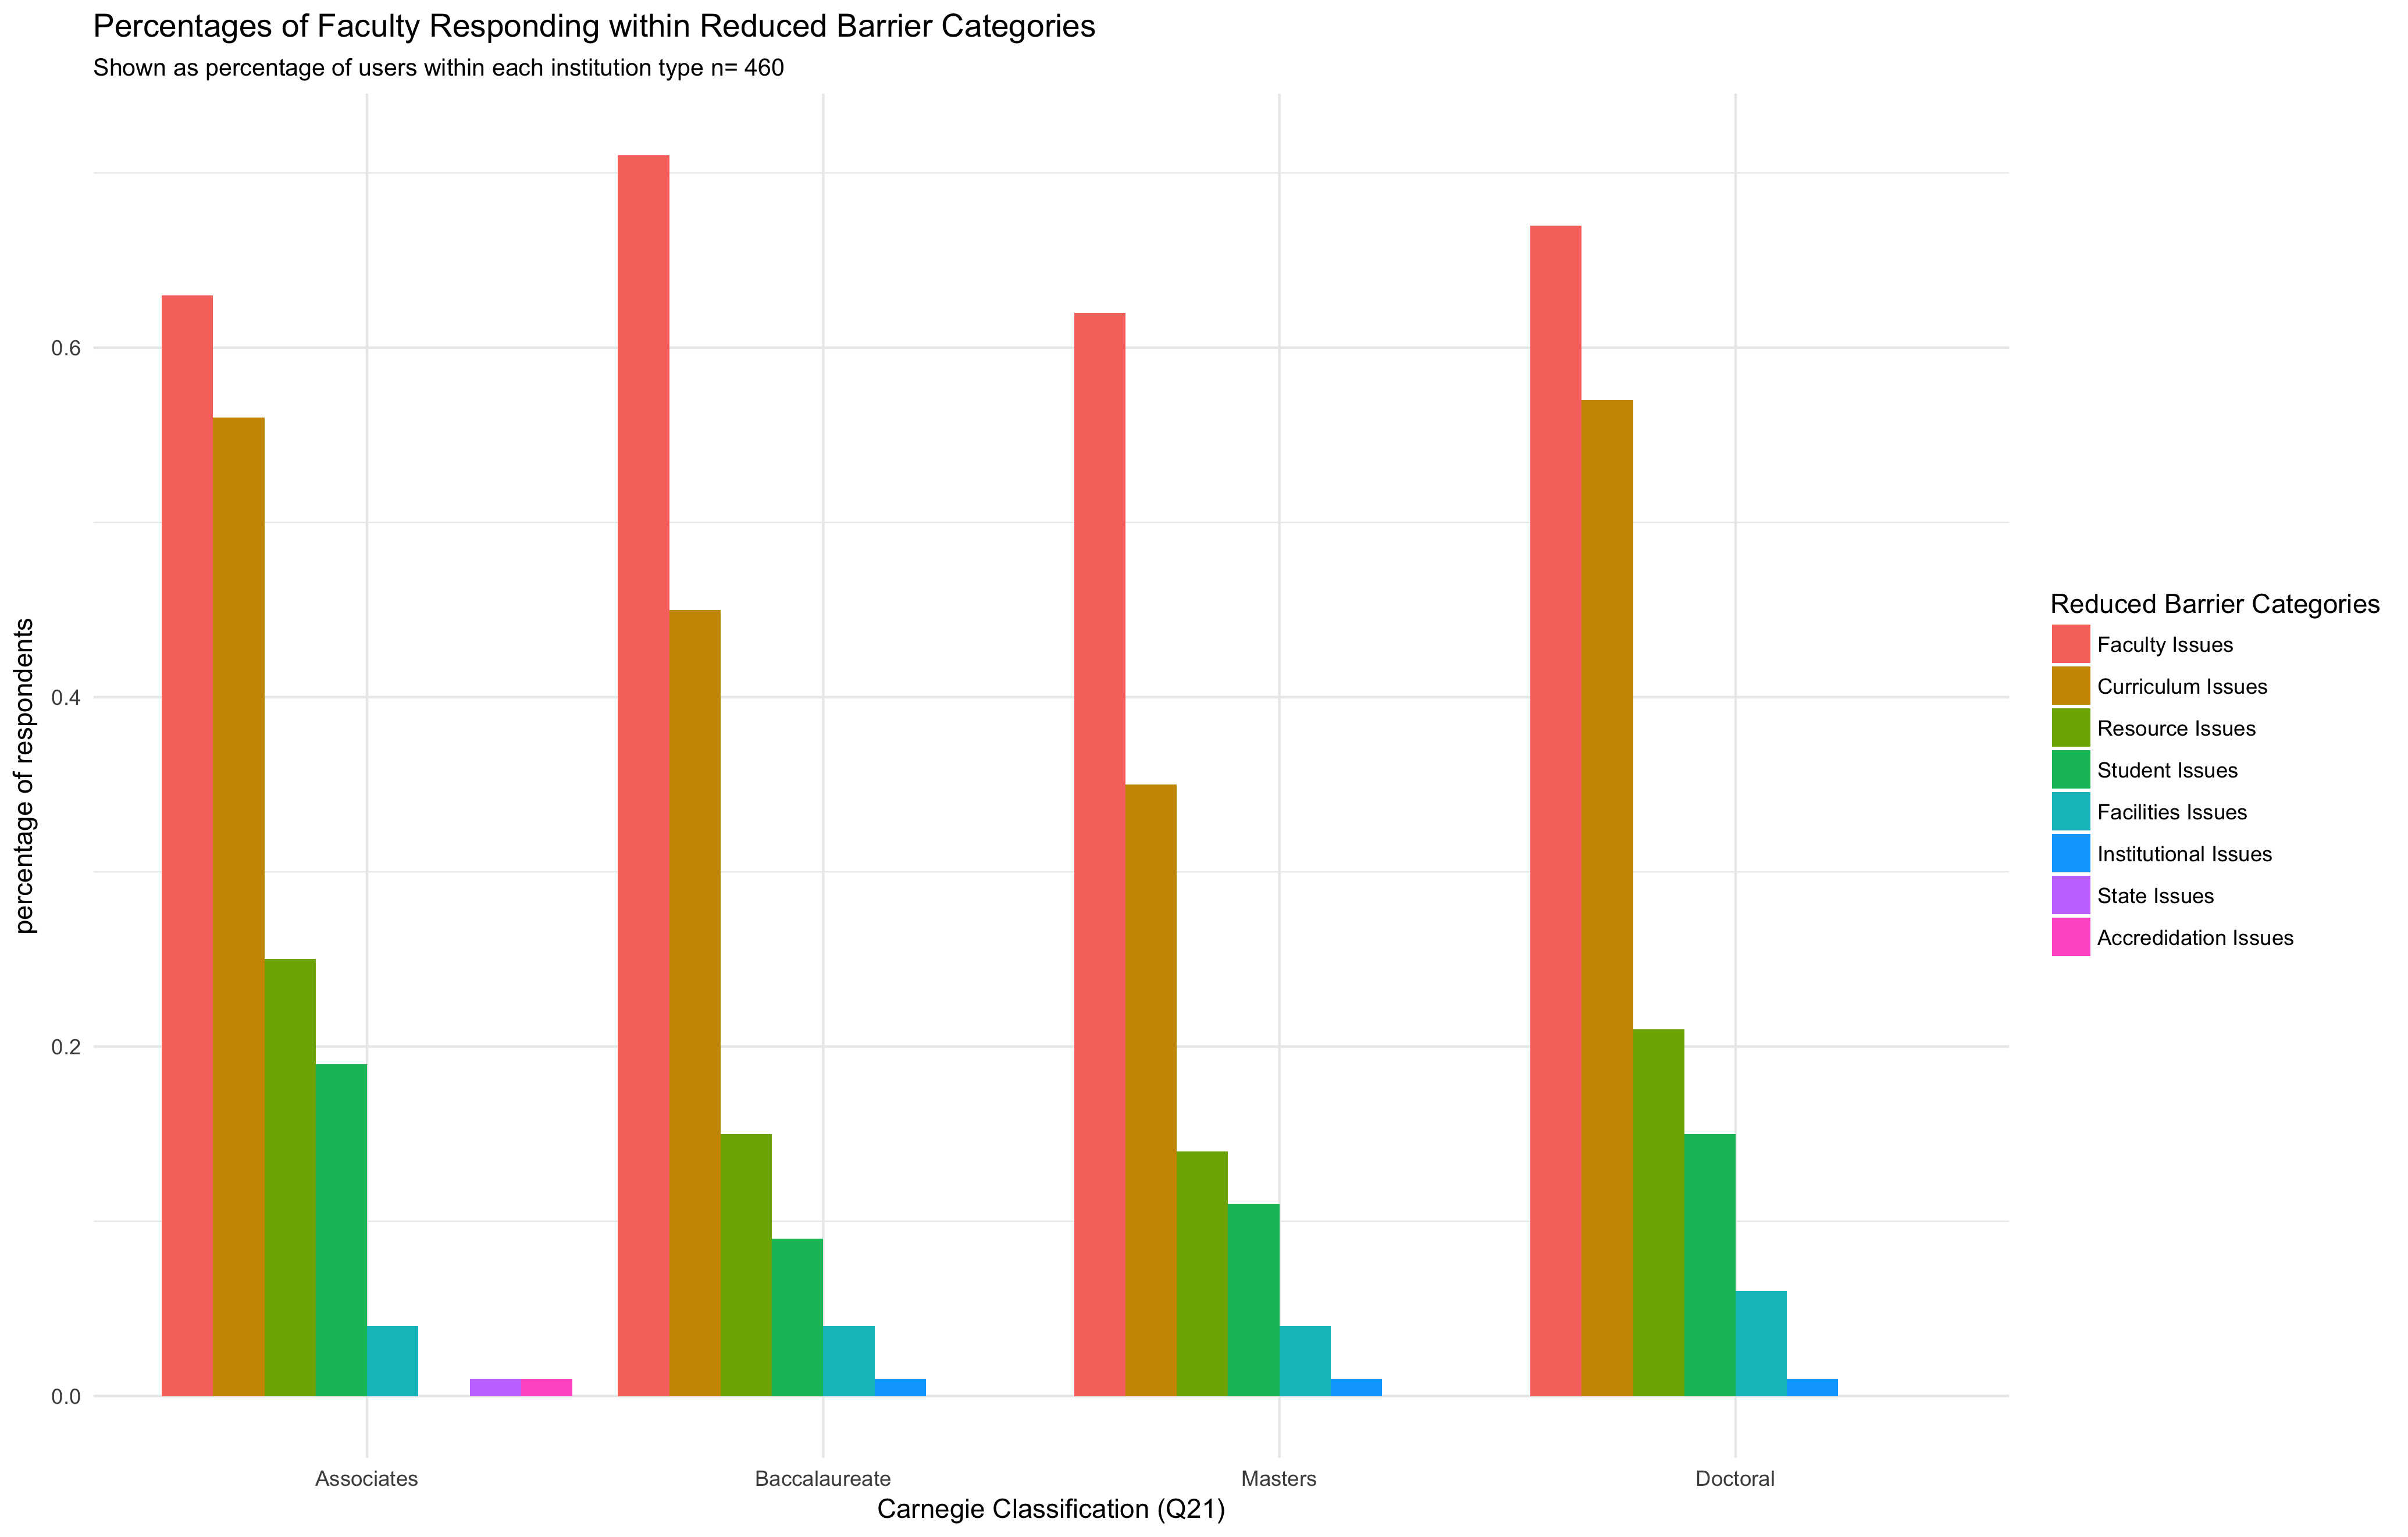 Percentages of Faculty Responding within Reduced Barrier Categories
Shown as percentage of users within each institution type n= 460
percentage of respondents
0.6
0.4
0.2
0.0
Associates
Baccalaureate
Masters
Doctoral
Carnegie Classification (Q21)
Reduced Barrier Categories
Faculty Issues
Curriculum Issues
Resource Issues
Student Issues
Facilities Issues
Institutional Issues
State Issues
Accredidation Issues